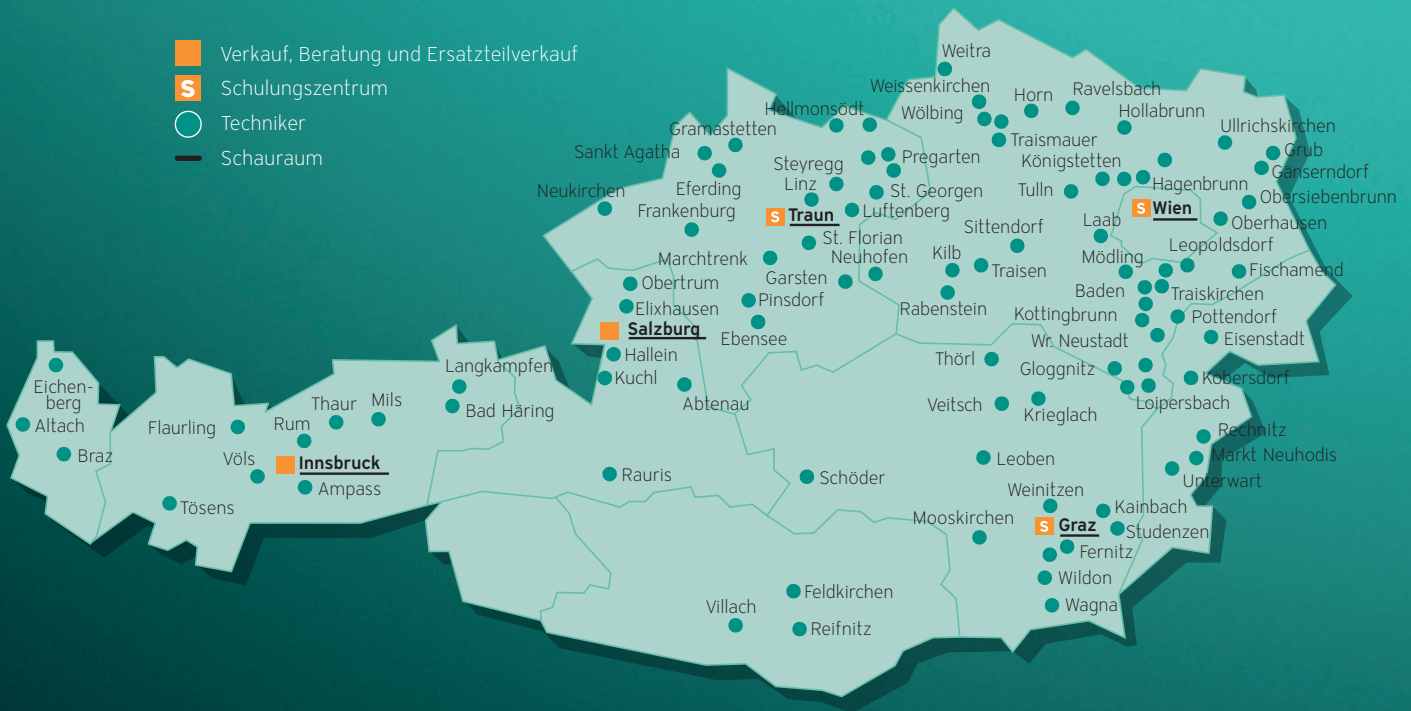 Verkauf, Beratung und Ersatzteilverkauf
S Schulungszentrum
Techniker
Schauraum
Weitra
Weissenkirchen
Ravelsbach
Horn
Hellmonsödt
Wölbing
Hollabrunn
Gramastetten
Ullrichskirchen
Traismauer
Sankt Agatha
Pregarten
Grub
Steyregg
Königstetten
Gänserndorf
Linz
Hagenbrunn
Neukirchen
Eferding
St. Georgen
Tulln
Obersiebenbrunn
Frankenburg
S Traun
Luftenberg
S Wien
Sittendorf
Laab
Oberhausen
St. Florian
Leopoldsdorf
Marchtrenk
Neuhofen
Kilb
Mödling
Traisen
Fischamend
Obertrum
Garsten
Baden
Traiskirchen
Pinsdorf
Elixhausen
Rabenstein
Kottingbrunn
Pottendorf
Salzburg
Ebensee
Wr. Neustadt
Eisenstadt
Hallein
Thörl
Langkampfen
Gloggnitz
Kuchl
Kobersdorf
Eichen-
berg
Abtenau
Loipersbach
Thaur
Mils
Bad Häring
Veitsch
Krieglach
Altach
Flaurling
Rum
Rechnitz
Braz
Völs
Innsbruck
Leoben
Markt Neuhodis
Rauris
Schöder
Unterwart
Ampass
Weinitzen
Tösens
Kainbach
Mooskirchen
S Graz
Studenzen
Fernitz
Wildon
Feldkirchen
Villach
Wagna
Reifnitz